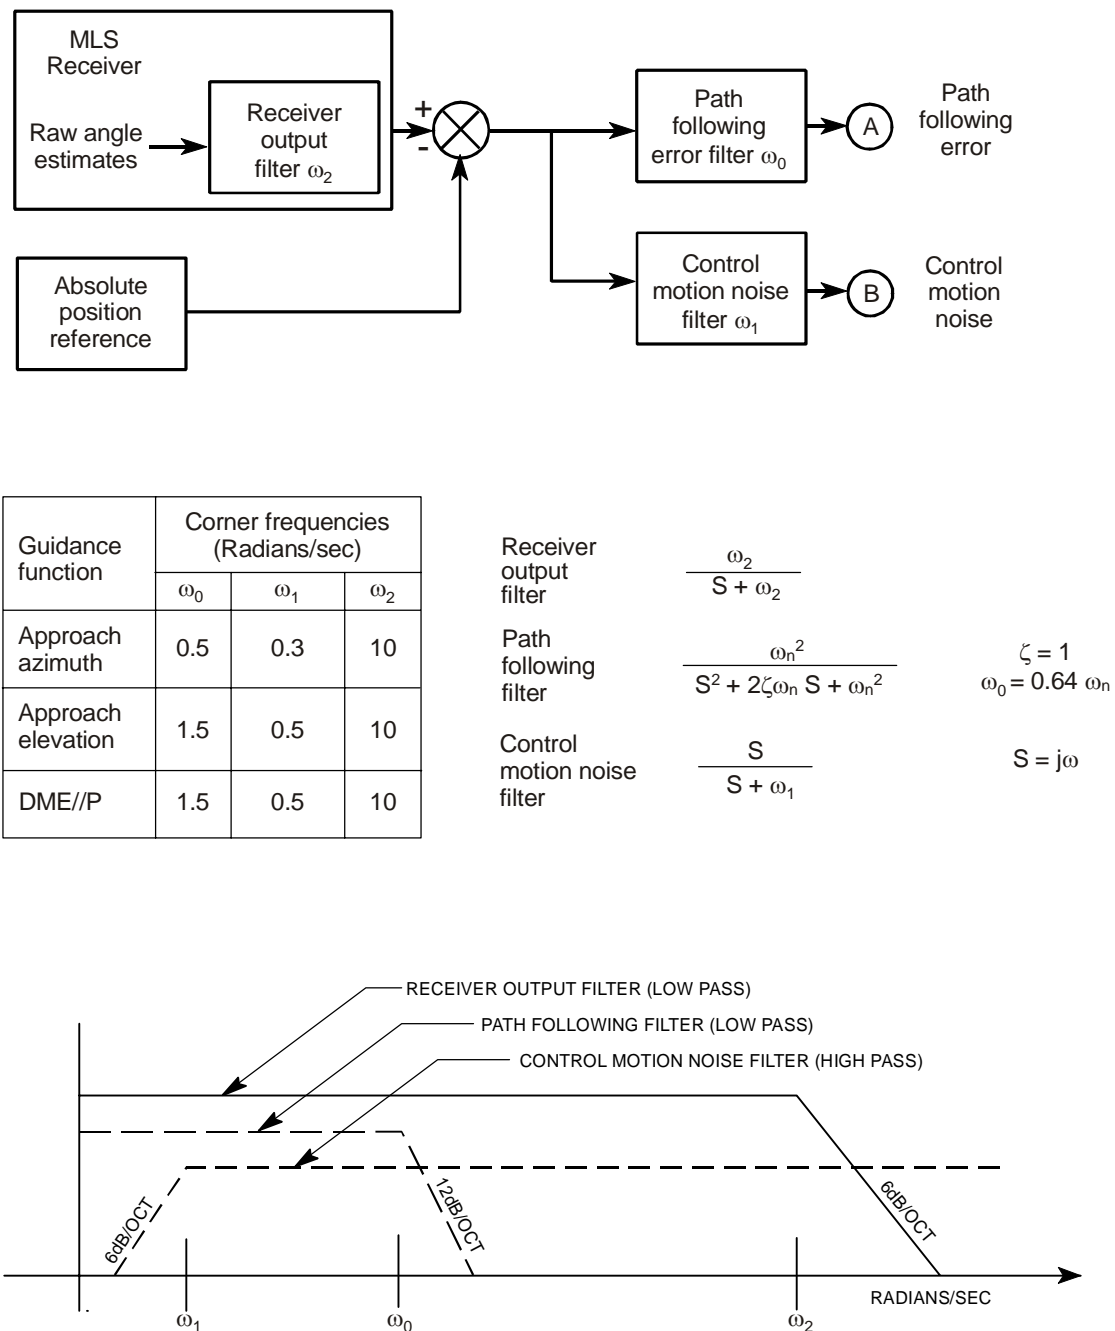 MLS
Receiver
Raw angle
estimates
Receiver
output
filter ω₂
+
-
Absolute
position
reference
Path
following
error filter ω₀
A
Path
following
error
Control
motion noise
filter ω₁
B
Control
motion
noise
Guidance
function
Corner frequencies
(Radians/sec)
ω₀ ω₁ ω₂
Approach
azimuth
0.5 0.3 10
Approach
elevation
1.5 0.5 10
DME//P 1.5 0.5 10
Receiver
output
filter
ω₂
S + ω₂
Path
following
filter
ωₙ²
S² + 2ζωₙ S + ωₙ²
ζ = 1
ω₀ = 0.64 ωₙ
Control
motion noise
filter
S
S + ω₁
S = jω
RECEIVER OUTPUT FILTER (LOW PASS)
PATH FOLLOWING FILTER (LOW PASS)
CONTROL MOTION NOISE FILTER (HIGH PASS)
6dB/OCT
12dB/OCT
6dB/OCT
RADIANS/SEC
ω₁
ω₀
ω₂